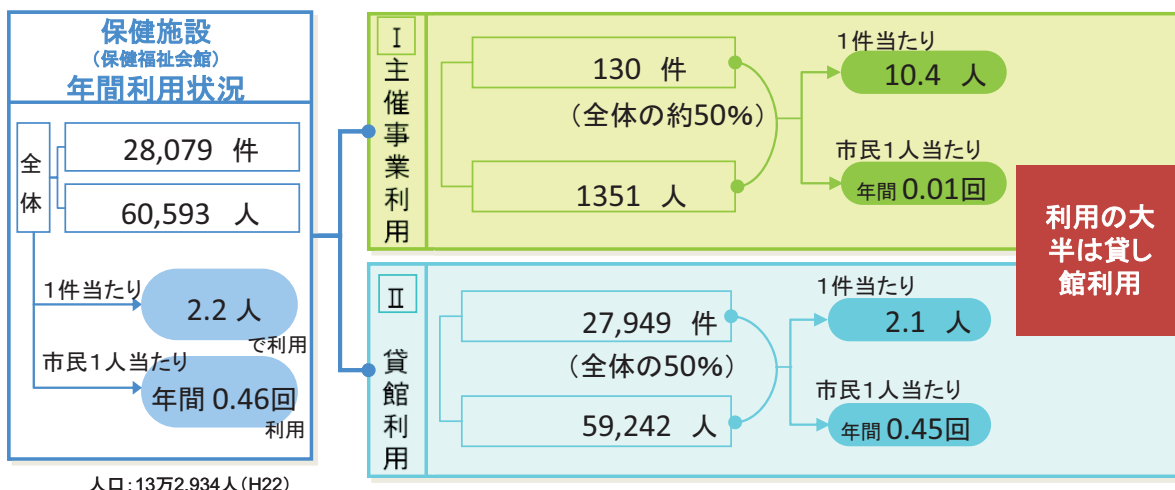 保健施設
(保健福祉会館)
年間利用状況
全体
28,079 件
60,593 人
1件当たり
2.2 人
で利用
市民1人当たり
年間 0.46回
利用
人口:13万2,934人(H22)
Ⅰ
主催事業利用
130 件
(全体の約50%)
1351 人
1件当たり
10.4 人
市民1人当たり
年間 0.01回
Ⅱ
貸館利用
27,949 件
(全体の50%)
59,242 人
1件当たり
2.1 人
市民1人当たり
年間 0.45回
利用の大
半は貸し
館利用